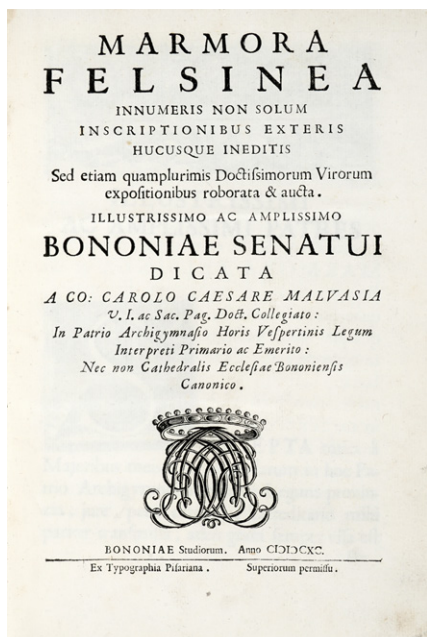 MARMORA
FELSINEA
INNUMERIS NON SOLUM
INSCRIPTIONIBUS EXTERIS
HUCUSQUE INEDITIS
Sed etiam quamplurimis Doctiſsimorum Virorum
expoſitionibus roborata & aucta.
ILLUSTRISSIMO AC AMPLISSIMO
BONONIAE SENATUI
DICATA
A CO: CAROLO CAESARE MALVASIA
V. I. ac Sac. Pag. Doct. Collegiato:
In Patrio Archigymnaſio Horis Veſpertinis Legum
Interpreti Primario ac Emerito:
Nec non Cathedralis Eccleſiae Bononienſis
Canonico.
BONONIAE Studiorum. Anno CIƆIƆCXC.
Ex Typographia Piſariana. Superiorum permiſſu.